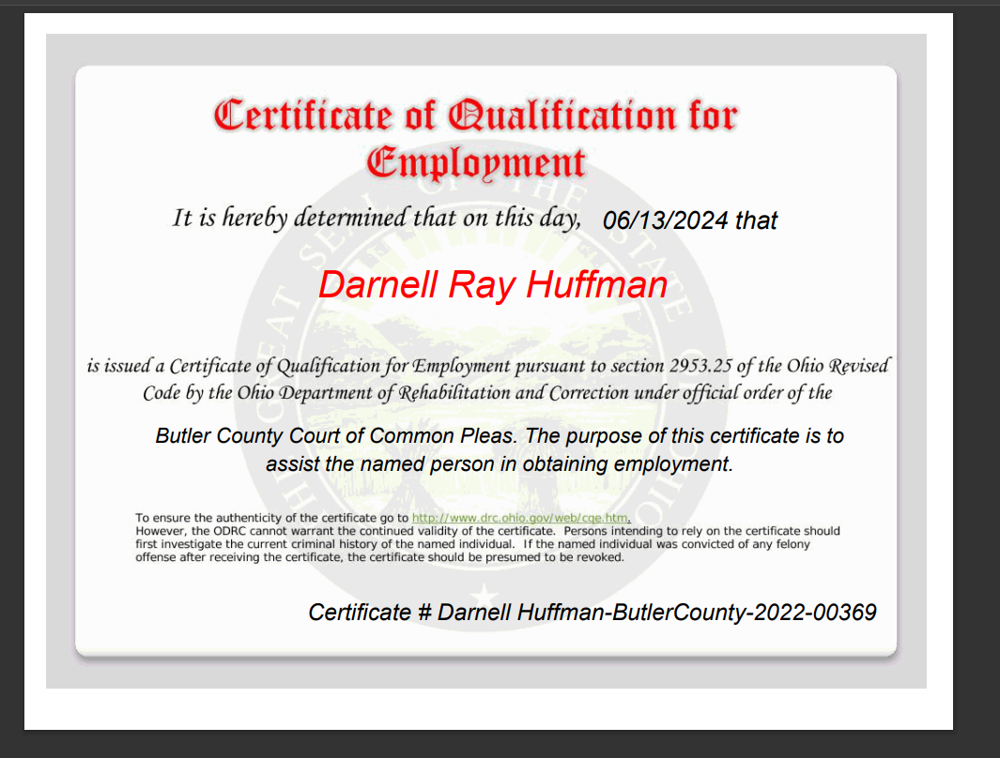 Certificate of Qualification for
Employment
It is hereby determined that on this day, 06/13/2024 that
Darnell Ray Huffman
is issued a Certificate of Qualification for Employment pursuant to section 2953.25 of the Ohio Revised
Code by the Ohio Department of Rehabilitation and Correction under official order of the
Butler County Court of Common Pleas. The purpose of this certificate is to
assist the named person in obtaining employment.
To ensure the authenticity of the certificate go to http://www.drc.ohio.gov/web/cqe.htm.
However, the ODRC cannot warrant the continued validity of the certificate. Persons intending to rely on the certificate should
first investigate the current criminal history of the named individual. If the named individual was convicted of any felony
offense after receiving the certificate, the certificate should be presumed to be revoked.
Certificate # Darnell Huffman-ButlerCounty-2022-00369
THE GREAT SEAL OF THE STATE OHIO